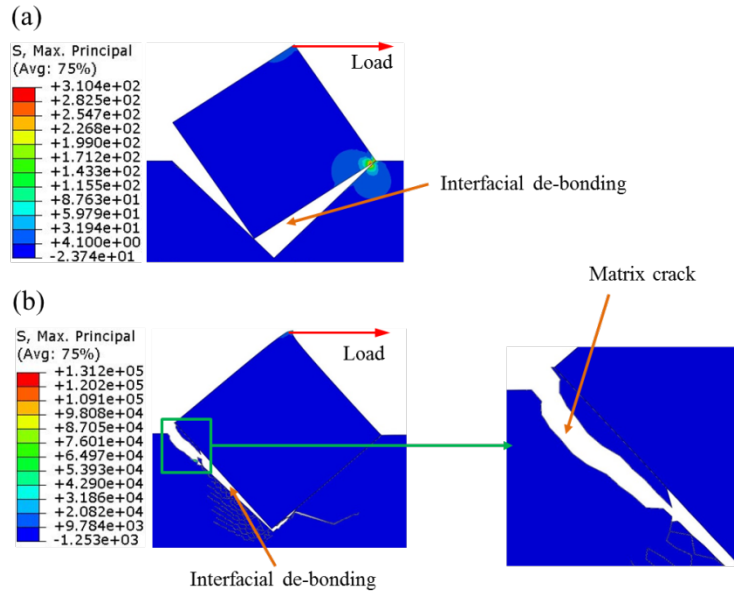 (a)
S, Max. Principal
(Avg: 75%)
+3.104e+02
+2.825e+02
+2.547e+02
+2.268e+02
+1.990e+02
+1.712e+02
+1.433e+02
+1.155e+02
+8.763e+01
+5.979e+01
+3.194e+01
+4.100e+00
-2.374e+01
Load
Interfacial de-bonding
(b)
S, Max. Principal
(Avg: 75%)
+1.312e+05
+1.202e+05
+1.091e+05
+9.808e+04
+8.705e+04
+7.601e+04
+6.497e+04
+5.393e+04
+4.290e+04
+3.186e+04
+2.082e+04
+9.784e+03
-1.253e+03
Load
Interfacial de-bonding
Matrix crack